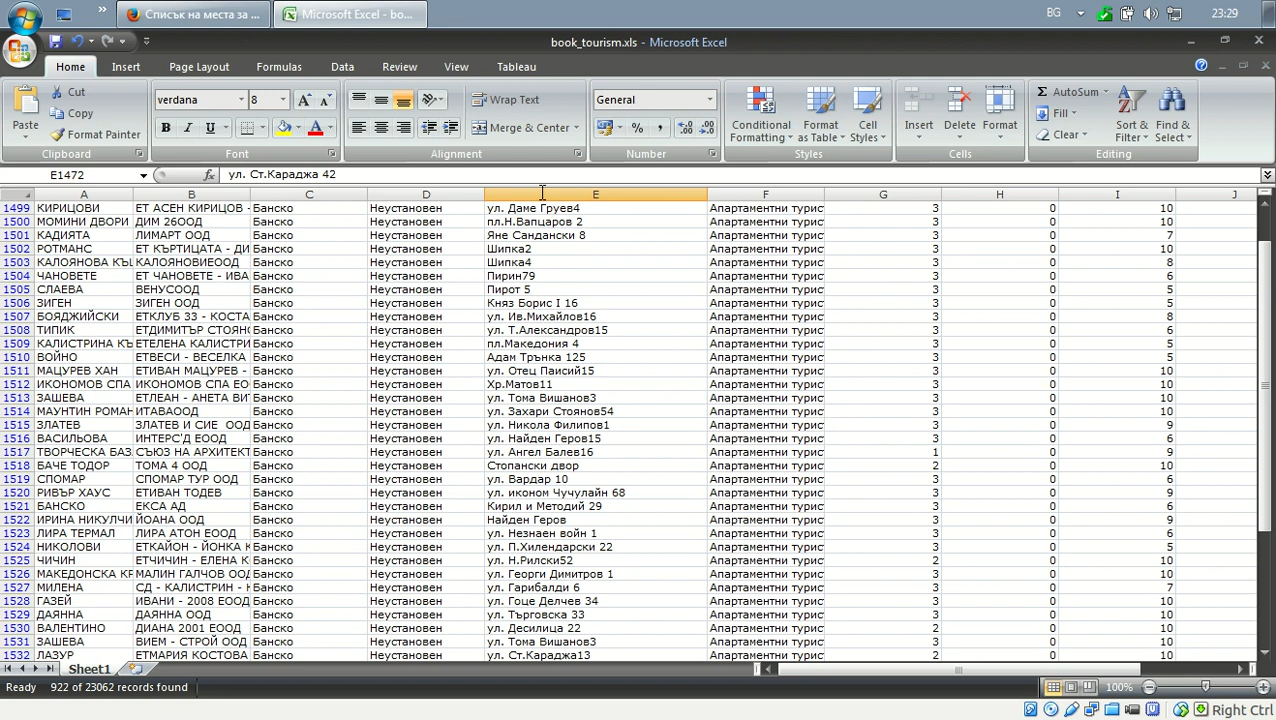 Списък на места за ...
Microsoft Excel - bo...
BG
23:29
book_tourism.xls - Microsoft Excel
Home Insert Page Layout Formulas Data Review View Tableau
Paste Cut Copy Format Painter
verdana 8
B I U
Wrap Text
Merge & Center
General
Conditional Formatting Format as Table Cell Styles
Insert Delete Format
AutoSum Fill Clear
Sort & Filter Find & Select
Clipboard Font Alignment Number Styles Cells Editing
E1472 ул. Ст.Караджа 42
A B C D E F G H I J
1499 КИРИЦОВИ ЕТ АСЕН КИРИЦОВ - Банско Неустановен ул. Даме Груев4 Апартаментни турис 3 0 10
1500 МОМИНИ ДВОРИ ДИМ 26ООД Банско Неустановен пл.Н.Вапцаров 2 Апартаментни турис 3 0 10
1501 КАДИЯТА ЛИМАРТ ООД Банско Неустановен Яне Сандански 8 Апартаментни турис 3 0 7
1502 РОТМАНС ЕТ КЪРТИЦАТА - ДИ Банско Неустановен Шипка2 Апартаментни турис 3 0 10
1503 КАЛОЯНОВА КЪЩ КАЛОЯНОВИЕООД Банско Неустановен Шипка4 Апартаментни турис 3 0 8
1504 ЧАНОВЕТЕ ЕТ ЧАНОВЕТЕ - ИВА Банско Неустановен Пирин79 Апартаментни турис 3 0 6
1505 СЛАЕВА ВЕНУСООД Банско Неустановен Пирот 5 Апартаментни турис 3 0 5
1506 ЗИГЕН ЗИГЕН ООД Банско Неустановен Княз Борис I 16 Апартаментни турис 3 0 5
1507 БОЯДЖИЙСКИ ЕТКЛУБ 33 - КОСТА Банско Неустановен ул. Ив.Михайлов16 Апартаментни турис 3 0 8
1508 ТИПИК ЕТДИМИТЪР СТОЯНО Банско Неустановен ул. Т.Александров15 Апартаментни турис 3 0 6
1509 КАЛИСТРИНА КЪ ЕТЕЛЕНА КАЛИСТРИ Банско Неустановен пл.Македония 4 Апартаментни турис 3 0 5
1510 ВОЙНО ЕТВЕСИ - ВЕСЕЛКА Банско Неустановен Адам Трънка 125 Апартаментни турис 3 0 5
1511 МАЦУРЕВ ХАН ЕТИВАН МАЦУРЕВ - Банско Неустановен ул. Отец Паисий15 Апартаментни турис 3 0 10
1512 ИКОНОМОВ СПА ИКОНОМОВ СПА ЕО Банско Неустановен Хр.Матов11 Апартаментни турис 3 0 10
1513 ЗАШЕВА ЕТЛЕАН - АНЕТА ВИ Банско Неустановен ул. Тома Вишанов3 Апартаментни турис 3 0 10
1514 МАУНТИН РОМАН ИТАВАООД Банско Неустановен ул. Захари Стоянов54 Апартаментни турис 3 0 10
1515 ЗЛАТЕВ ЗЛАТЕВ И СИЕ ООД Банско Неустановен ул. Никола Филипов1 Апартаментни турис 3 0 9
1516 ВАСИЛЬОВА ИНТЕРС'Д ЕООД Банско Неустановен ул. Найден Геров15 Апартаментни турис 3 0 6
1517 ТВОРЧЕСКА БАЗ СЪЮЗ НА АРХИТЕКТ Банско Неустановен ул. Ангел Балев16 Апартаментни турис 1 0 9
1518 БАЧЕ ТОДОР ТОМА 4 ООД Банско Неустановен Стопански двор Апартаментни турис 2 0 10
1519 СПОМАР СПОМАР ТУР ООД Банско Неустановен ул. Вардар 10 Апартаментни турис 3 0 6
1520 РИВЪР ХАУС ЕТИВАН ТОДЕВ Банско Неустановен ул. иконом Чучулайн 68 Апартаментни турис 3 0 9
1521 БАНСКО ЕКСА АД Банско Неустановен Кирил и Методий 29 Апартаментни турис 3 0 6
1522 ИРИНА НИКУЛЧИ ЙОАНА ООД Банско Неустановен Найден Геров Апартаментни турис 3 0 9
1523 ЛИРА ТЕРМАЛ ЛИРА АТОН ЕООД Банско Неустановен ул. Незнаен войн 1 Апартаментни турис 3 0 6
1524 НИКОЛОВИ ЕТКАЙОН - ЙОНКА Н Банско Неустановен ул. П.Хилендарски 22 Апартаментни турис 3 0 5
1525 ЧИЧИН ЕТЧИЧИН - ЕЛЕНА К Банско Неустановен ул. Н.Рилски52 Апартаментни турис 2 0 10
1526 МАКЕДОНСКА КР МАЛИН ГАЛЧОВ ООД Банско Неустановен ул. Георги Димитров 1 Апартаментни турис 3 0 10
1527 МИЛЕНА СД - КАЛИСТРИН - Банско Неустановен ул. Гарибалди 6 Апартаментни турис 3 0 7
1528 ГАЗЕЙ ИВАНИ - 2008 ЕООД Банско Неустановен ул. Гоце Делчев 34 Апартаментни турис 3 0 10
1529 ДАЯННА ДАЯННА ООД Банско Неустановен ул. Търговска 33 Апартаментни турис 3 0 10
1530 ВАЛЕНТИНО ДИАНА 2001 ЕООД Банско Неустановен ул. Десилица 22 Апартаментни турис 2 0 10
1531 ЗАШЕВА ВИЕМ - СТРОЙ ООД Банско Неустановен ул. Тома Вишанов3 Апартаментни турис 3 0 10
1532 ЛАЗУР ЕТМАРИЯ КОСТОВА Банско Неустановен ул. Ст.Караджа13 Апартаментни турис 2 0 10
Sheet1
Ready 922 of 23062 records found 100%
Right Ctrl